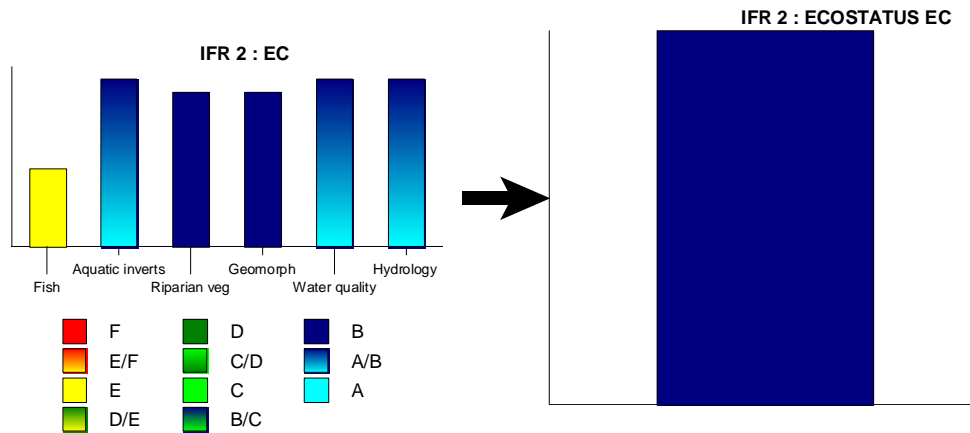 IFR 2 : ECOSTATUS EC
IFR 2 : EC
Aquatic inverts Geomorph Hydrology
Fish Riparian veg Water quality
F D B
E/F C/D A/B
E C A
D/E B/C